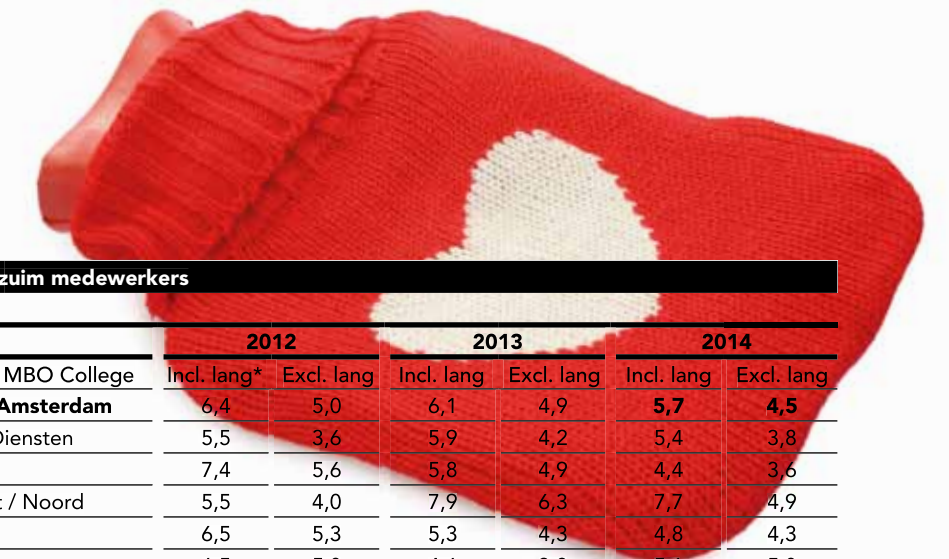 zuim medewerkers
2012 2013 2014
MBO College Incl. lang* Excl. lang Incl. lang Excl. lang Incl. lang Excl. lang
Amsterdam 6,4 5,0 6,1 4,9 5,7 4,5
Diensten 5,5 3,6 5,9 4,2 5,4 3,8
7,4 5,6 5,8 4,9 4,4 3,6
t / Noord 5,5 4,0 7,9 6,3 7,7 4,9
6,5 5,3 5,3 4,3 4,8 4,3